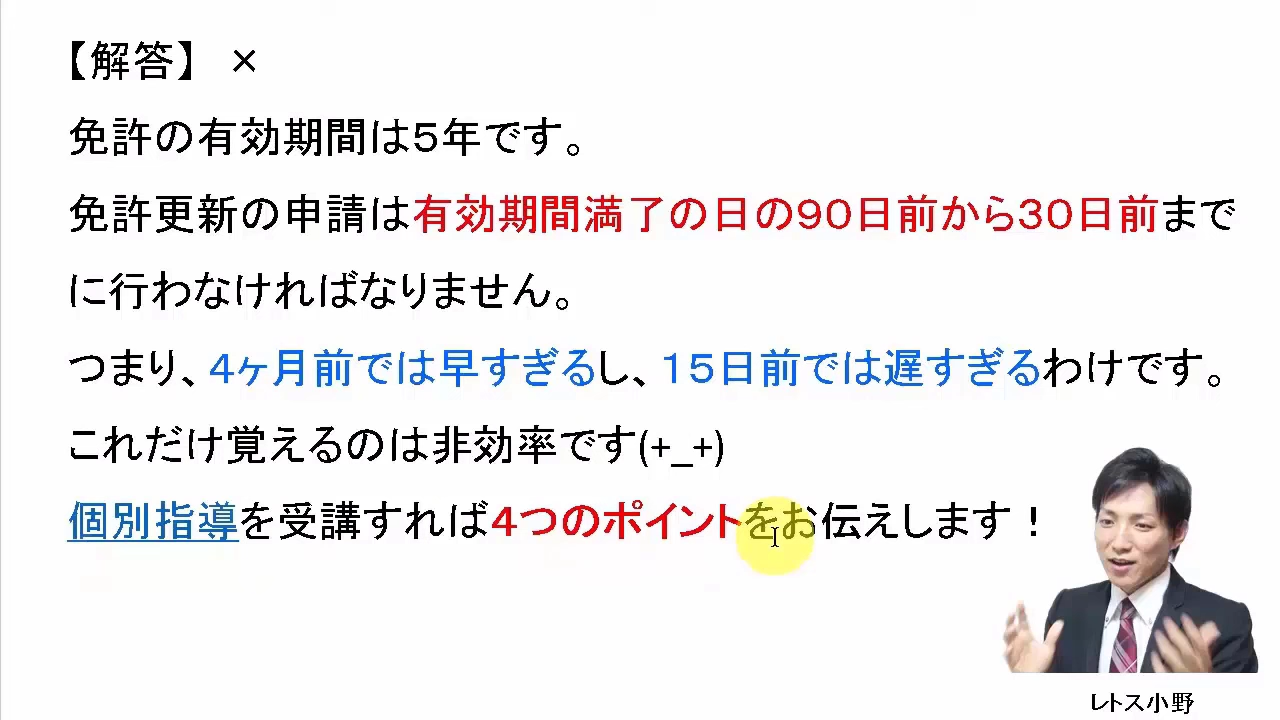 【解答】 ×
免許の有効期間は５年です。
免許更新の申請は有効期間満了の日の９０日前から３０日前まで
に行わなければなりません。
つまり、４ヶ月前では早すぎるし、１５日前では遅すぎるわけです。
これだけ覚えるのは非効率です(+_+)
個別指導を受講すれば４つのポイントをお伝えします！
レトス小野